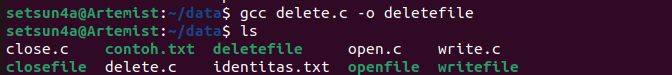 setsun4a@Artemist:~/data$ gcc delete.c -o deletefile
setsun4a@Artemist:~/data$ ls
close.c contoh.txt deletefile open.c write.c
closefile delete.c identitas.txt openfile writefile